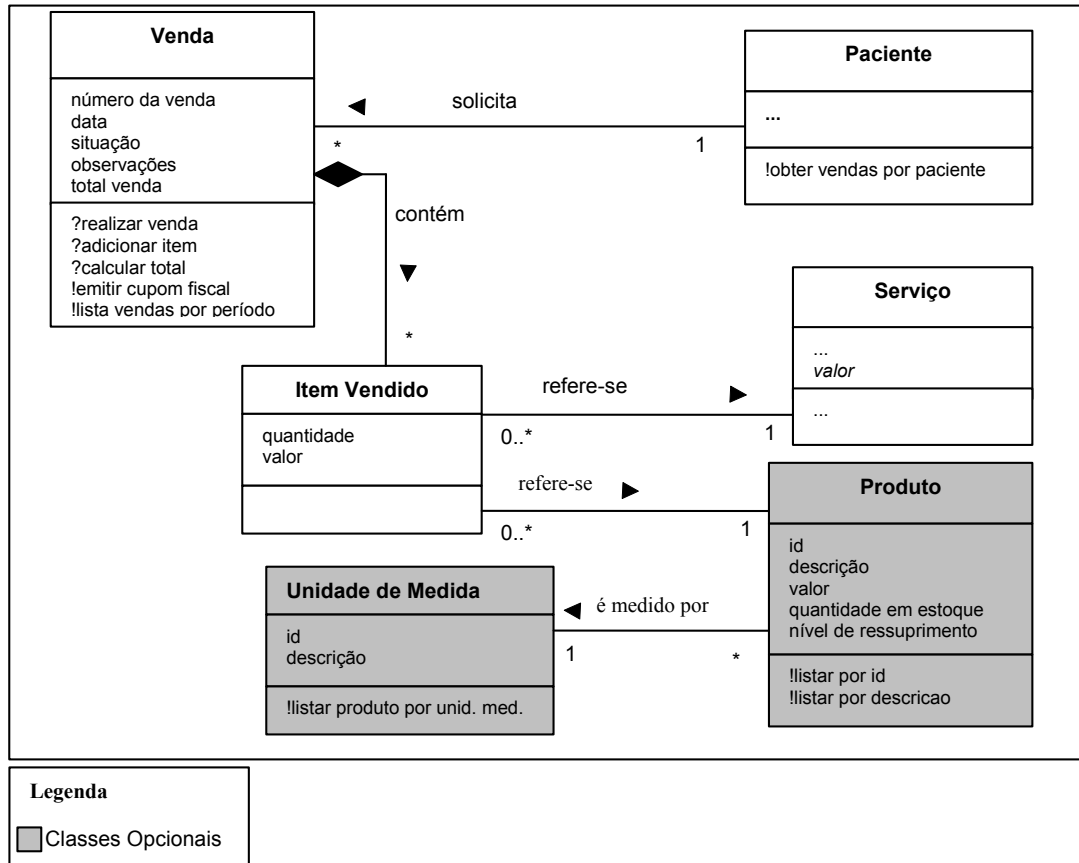 Venda
número da venda
data
situação
observações
total venda
?realizar venda
?adicionar item
?calcular total
!emitir cupom fiscal
!lista vendas por período
solicita
*
1
Paciente
...
!obter vendas por paciente
contém
*
Item Vendido
quantidade
valor
refere-se
0..*
1
Serviço
...
valor
...
refere-se
0..*
1
Produto
id
descrição
valor
quantidade em estoque
nível de ressuprimento
!listar por id
!listar por descricao
é medido por
1
*
Unidade de Medida
id
descrição
!listar produto por unid. med.
Legenda
Classes Opcionais